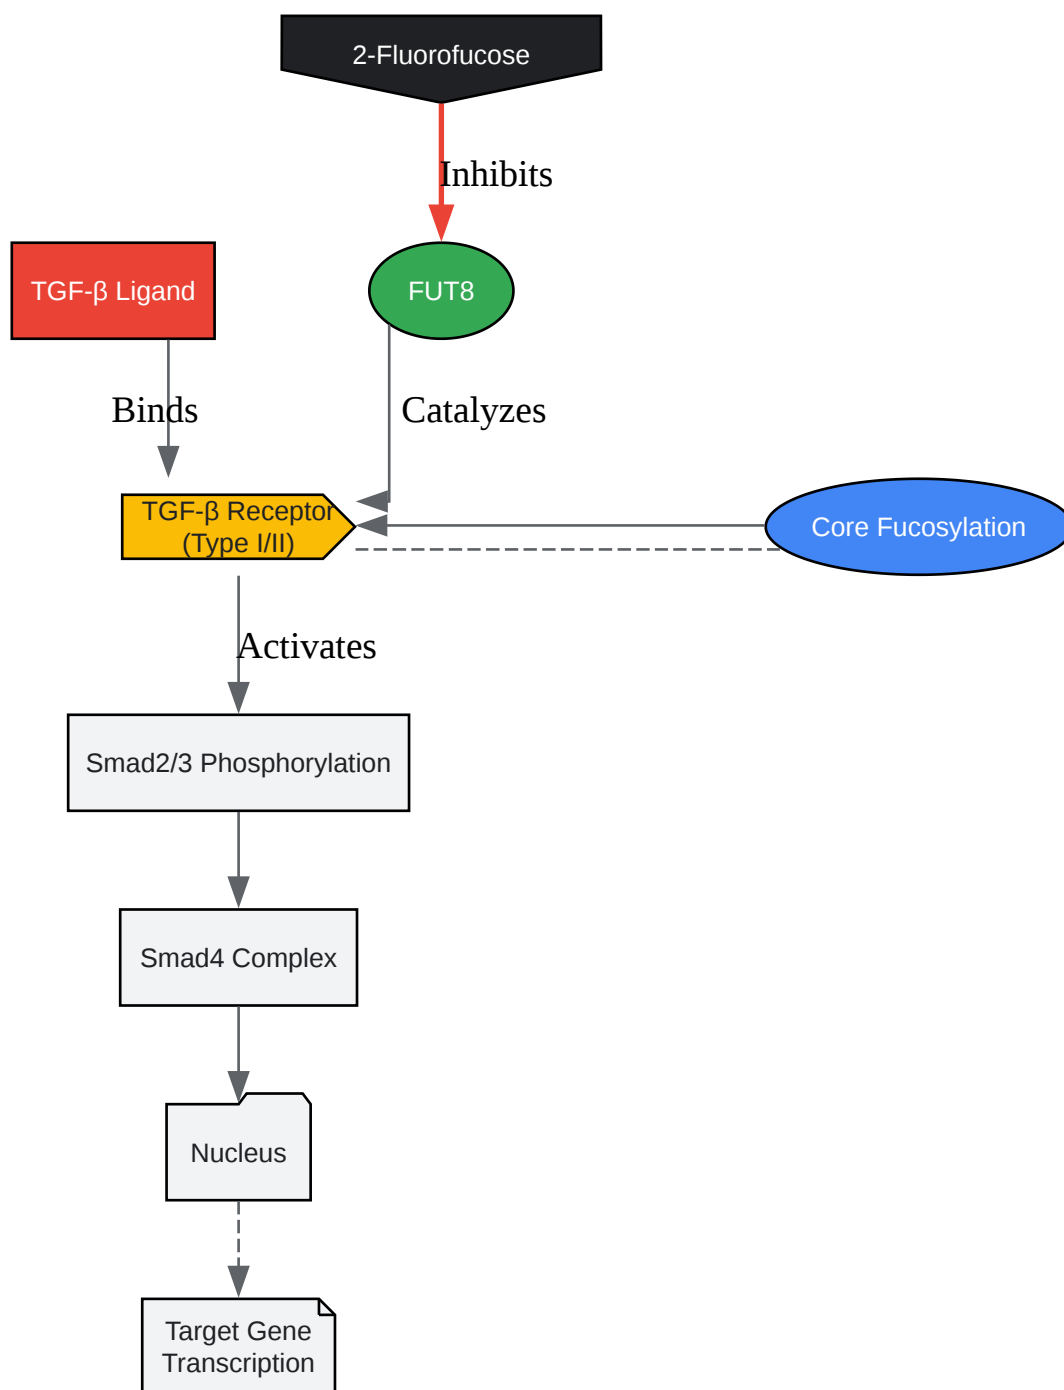 2-Fluorofucose
Inhibits
TGF-β Ligand
FUT8
Binds
Catalyzes
TGF-β Receptor
(Type I/II)
Core Fucosylation
Activates
Smad2/3 Phosphorylation
Smad4 Complex
Nucleus
Target Gene
Transcription